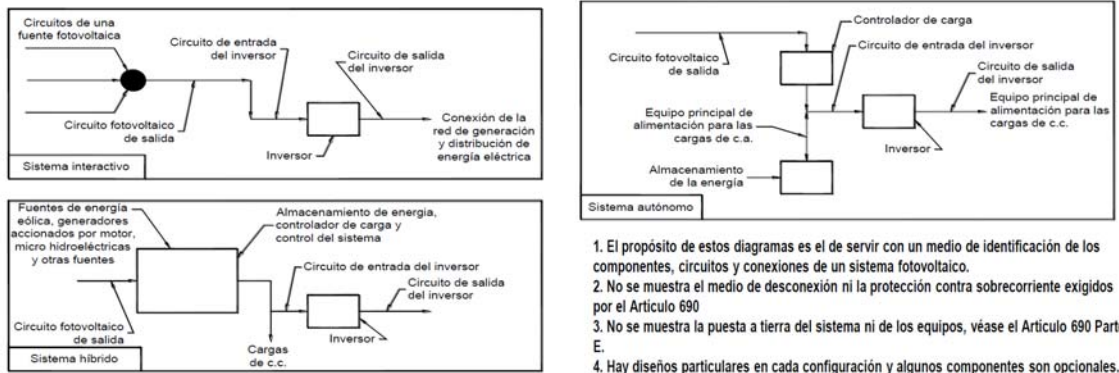 Circuitos de una
fuente fotovoltaica
Circuito de entrada
del inversor
Circuito de salida
del inversor
Circuito fotovoltaico
de salida
Inversor
Conexión de la
red de generación
y distribución de
energía eléctrica
Sistema interactivo
Fuentes de energía
eólica, generadores
accionados por motor,
micro hidroeléctricas
y otras fuentes
Almacenamiento de energia,
controlador de carga y
control del sistema
Circuito de entrada del inversor
Circuito de salida
del inversor
Circuito fotovoltaico
de salida
Inversor
Cargas
de c.c.
Sistema híbrido
Controlador de carga
Circuito fotovoltaico
de salida
Circuito de entrada del inversor
Circuito de salida
del inversor
Equipo principal de
alimentación para las
cargas de c.a.
Equipo principal de
alimentación para las
cargas de c.c.
Inversor
Almacenamiento
de la energía
Sistema autónomo
1. El propósito de estos diagramas es el de servir con un medio de identificación de los
componentes, circuitos y conexiones de un sistema fotovoltaico.
2. No se muestra el medio de desconexión ni la protección contra sobrecorriente exigidos
por el Articulo 690
3. No se muestra la puesta a tierra del sistema ni de los equipos, véase el Articulo 690 Part
E.
4. Hay diseños particulares en cada configuración y algunos componentes son opcionales